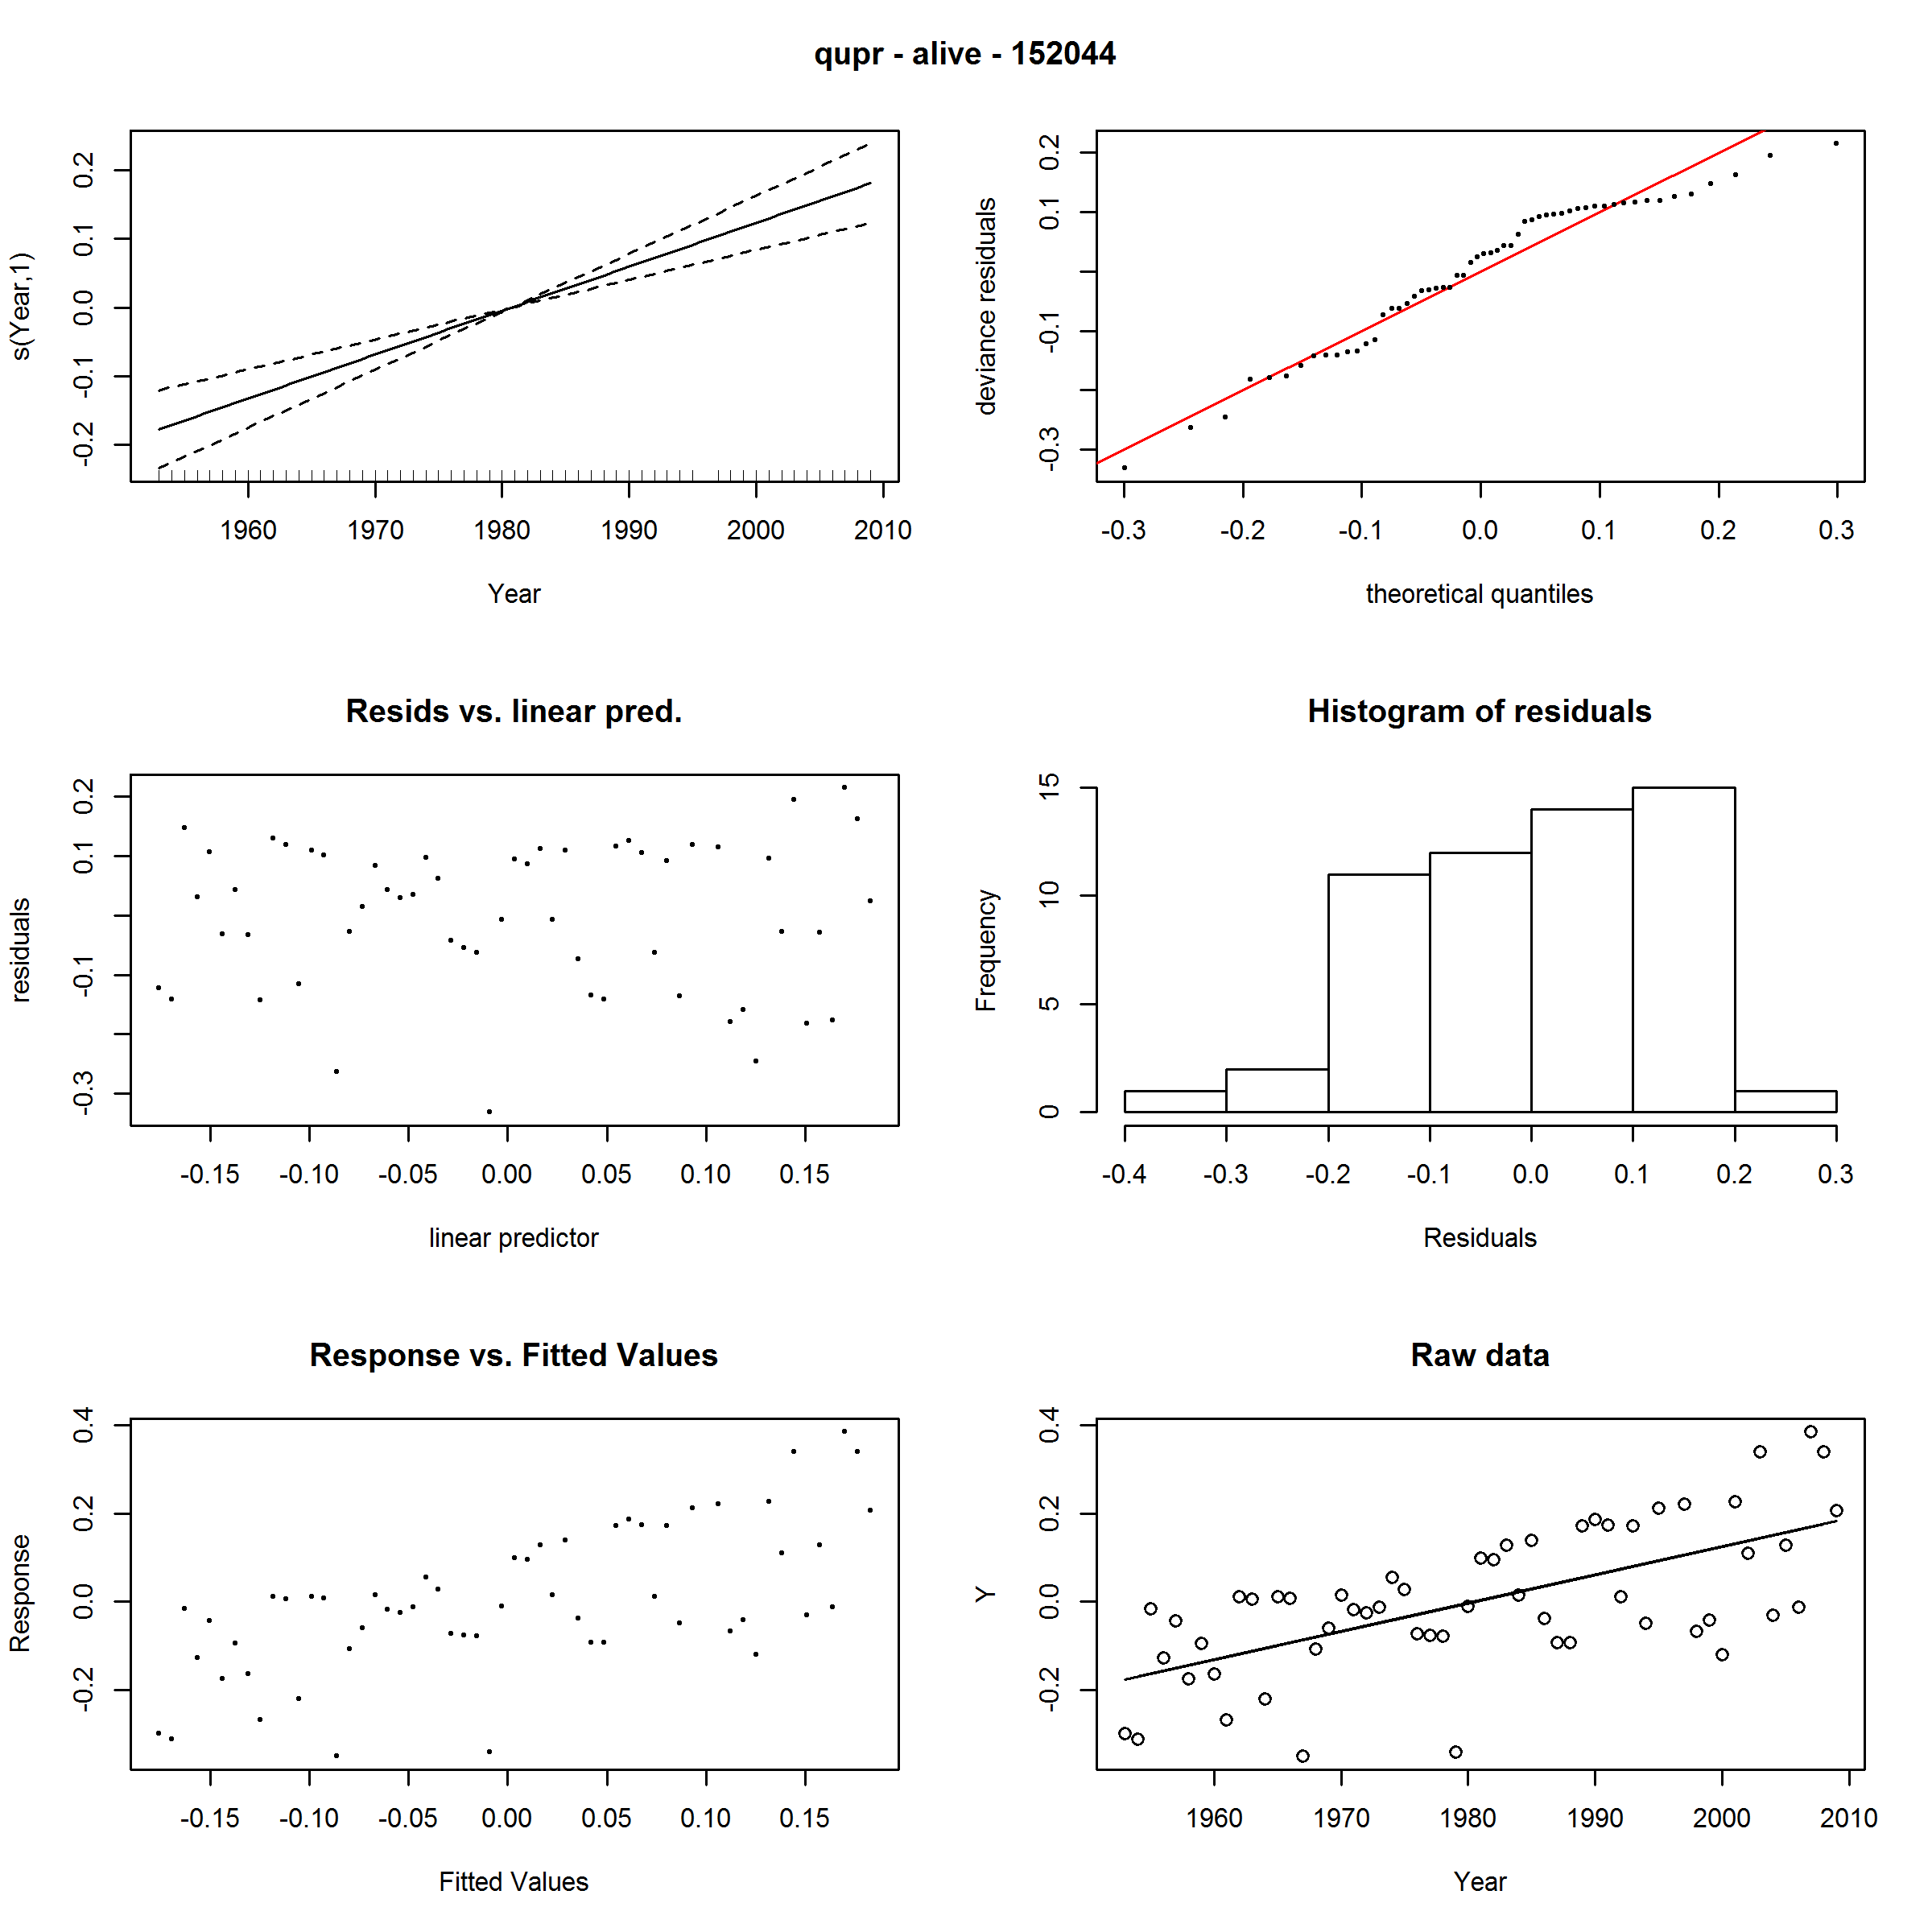 qupr - alive - 152044
s(Year,1)
0.2
0.1
0.0
-0.1
-0.2
1960 1970 1980 1990 2000 2010
Year
deviance residuals
0.2
0.1
-0.1
-0.3
-0.3 -0.2 -0.1 0.0 0.1 0.2 0.3
theoretical quantiles
Resids vs. linear pred.
residuals
0.2
0.1
-0.1
-0.3
-0.15 -0.10 -0.05 0.00 0.05 0.10 0.15
linear predictor
Histogram of residuals
Frequency
15
10
5
0
-0.4 -0.3 -0.2 -0.1 0.0 0.1 0.2 0.3
Residuals
Response vs. Fitted Values
Response
0.4
0.2
0.0
-0.2
-0.15 -0.10 -0.05 0.00 0.05 0.10 0.15
Fitted Values
Raw data
Y
0.4
0.2
0.0
-0.2
1960 1970 1980 1990 2000 2010
Year